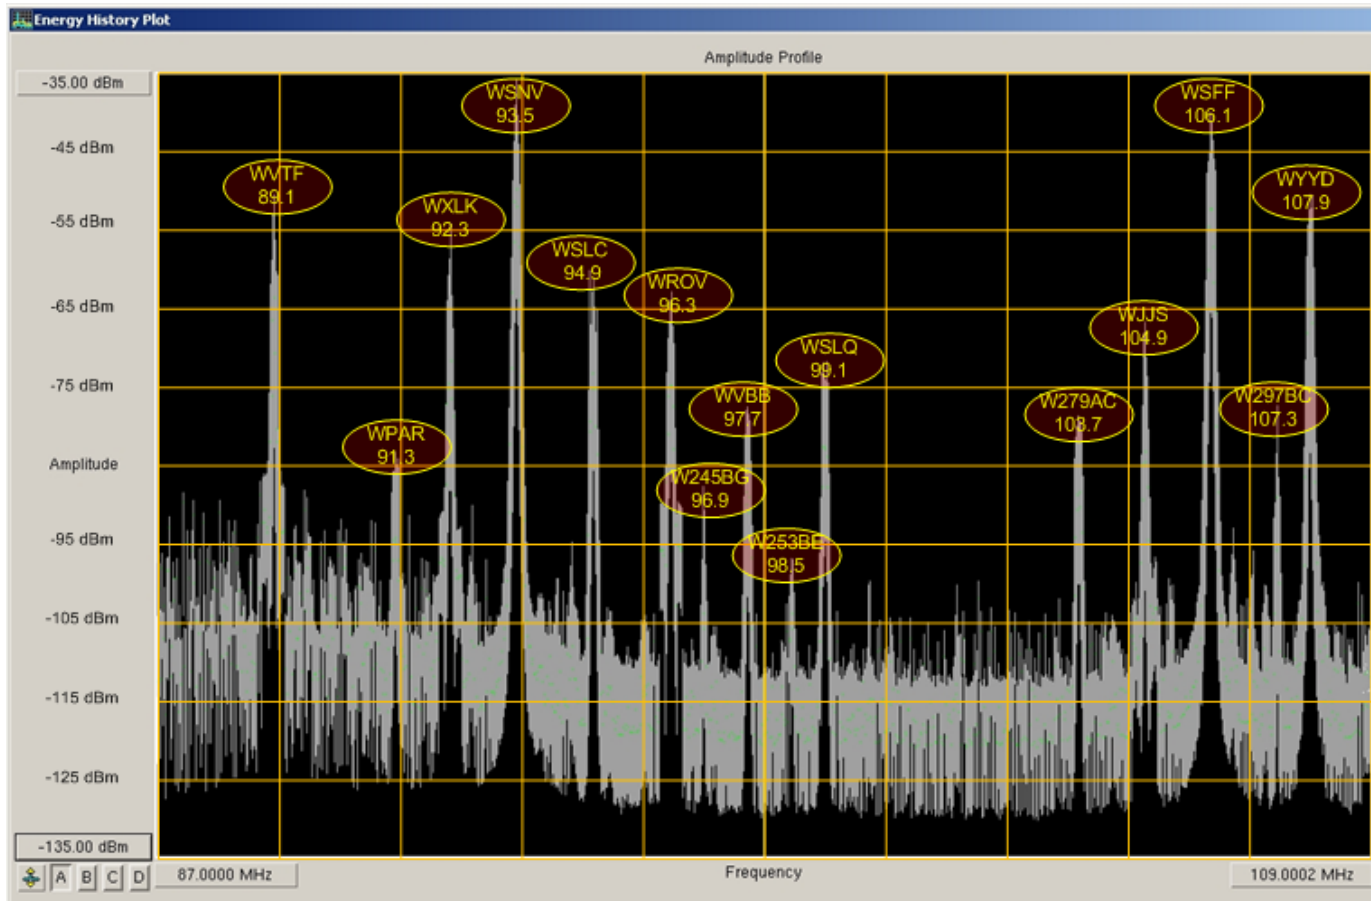 Energy History Plot
Amplitude Profile
-35.00 dBm
-45 dBm
-55 dBm
-65 dBm
-75 dBm
Amplitude
-95 dBm
-105 dBm
-115 dBm
-125 dBm
-135.00 dBm
WVTF
89.1
WPAR
91.3
WXLK
92.3
WSNV
93.5
WSLC
94.9
WROV
96.3
W245BG
96.9
WVBB
97.7
W253BE
98.5
WSLQ
99.1
W279AC
103.7
WJJS
104.9
WSFF
106.1
W297BC
107.3
WYYD
107.9
A B C D
87.0000 MHz
Frequency
109.0002 MHz